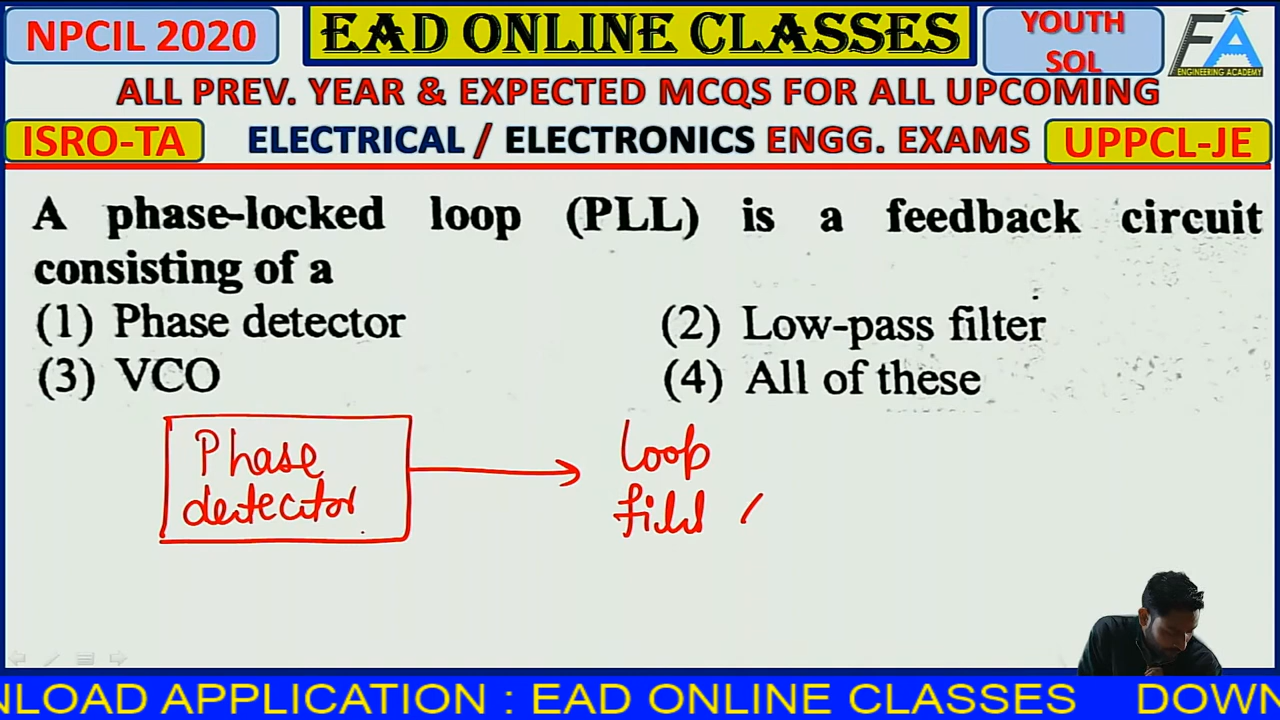 NPCIL 2020
EAD ONLINE CLASSES
YOUTH
SOL
ENGINEERING ACADEMY
ALL PREV. YEAR & EXPECTED MCQS FOR ALL UPCOMING
ISRO-TA
ELECTRICAL / ELECTRONICS ENGG. EXAMS
UPPCL-JE
A phase-locked loop (PLL) is a feedback circuit
consisting of a
(1) Phase detector
(2) Low-pass filter
(3) VCO
(4) All of these
Phase
detector
loop
NLOAD APPLICATION : EAD ONLINE CLASSES DOWN